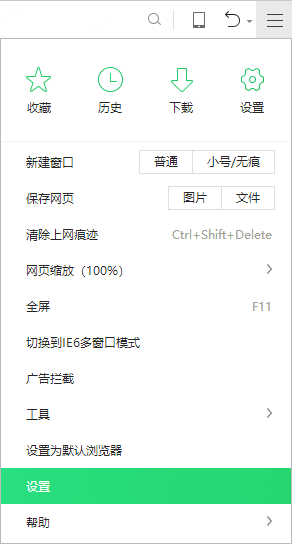 收藏 历史 下载 设置
新建窗口 普通 小号/无痕
保存网页 图片 文件
清除上网痕迹 Ctrl+Shift+Delete
网页缩放（100%）
全屏 F11
切换到IE6多窗口模式
广告拦截
工具
设置为默认浏览器
设置
帮助